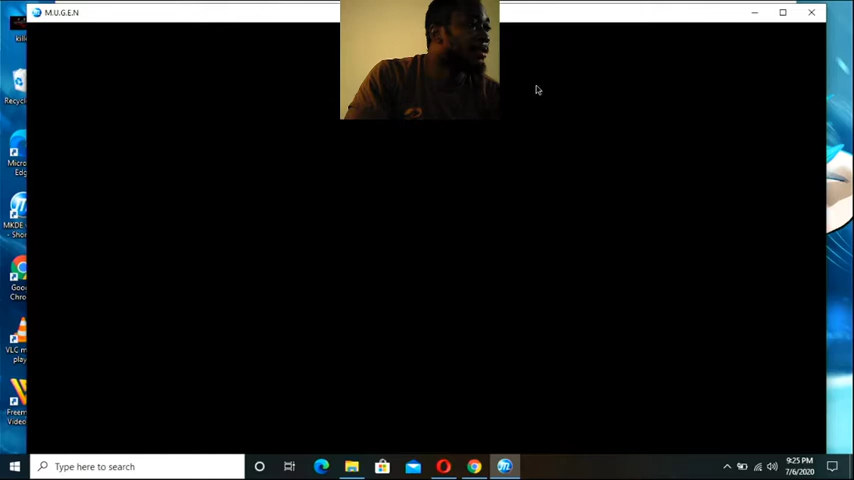 M.U.G.E.N
Recyc
Micro
Edg
MKDE
- Shor
Goo
Chro
VLC m
play
Freem
Video
Type here to search
9:25 PM
7/6/2020